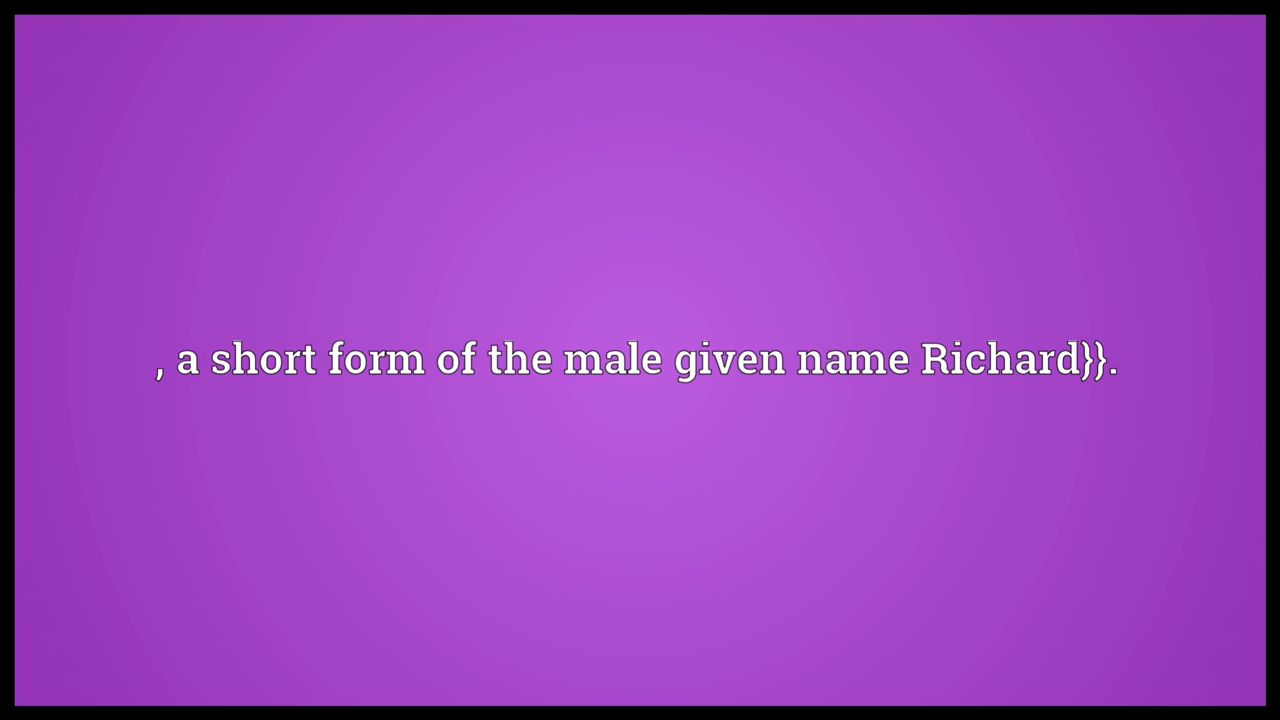 , a short form of the male given name Richard}}.